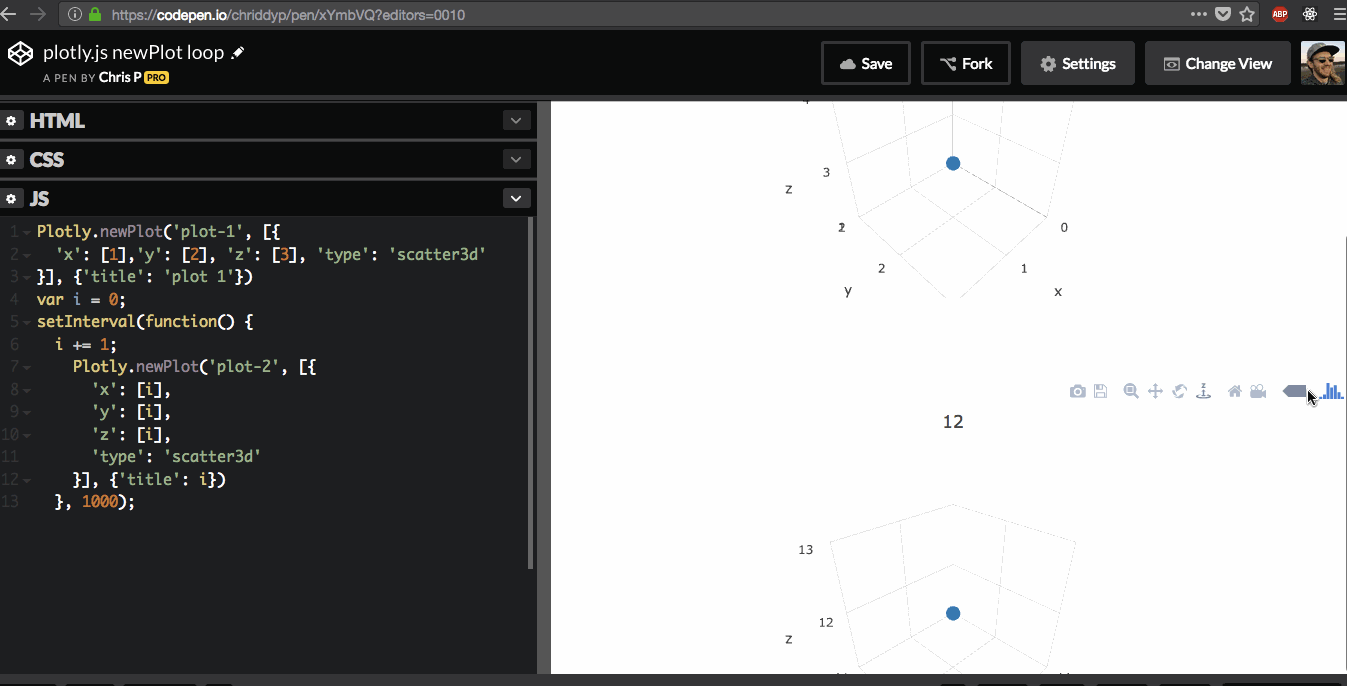 https://codepen.io/chriddyp/pen/xYmbVQ?editors=0010
ABP
plotly.js newPlot loop
A PEN BY Chris P PRO
Save
Fork
Settings
Change View
HTML
CSS
JS
1 Plotly.newPlot('plot-1', [{
2 'x': [1],'y': [2], 'z': [3], 'type': 'scatter3d'
3 }], {'title': 'plot 1'})
4 var i = 0;
5 setInterval(function() {
6 i += 1;
7 Plotly.newPlot('plot-2', [{
8 'x': [i],
9 'y': [i],
10 'z': [i],
11 'type': 'scatter3d'
12 }], {'title': i})
13 }, 1000);
3
z
0
2
1
y
x
z
12
13
12
z